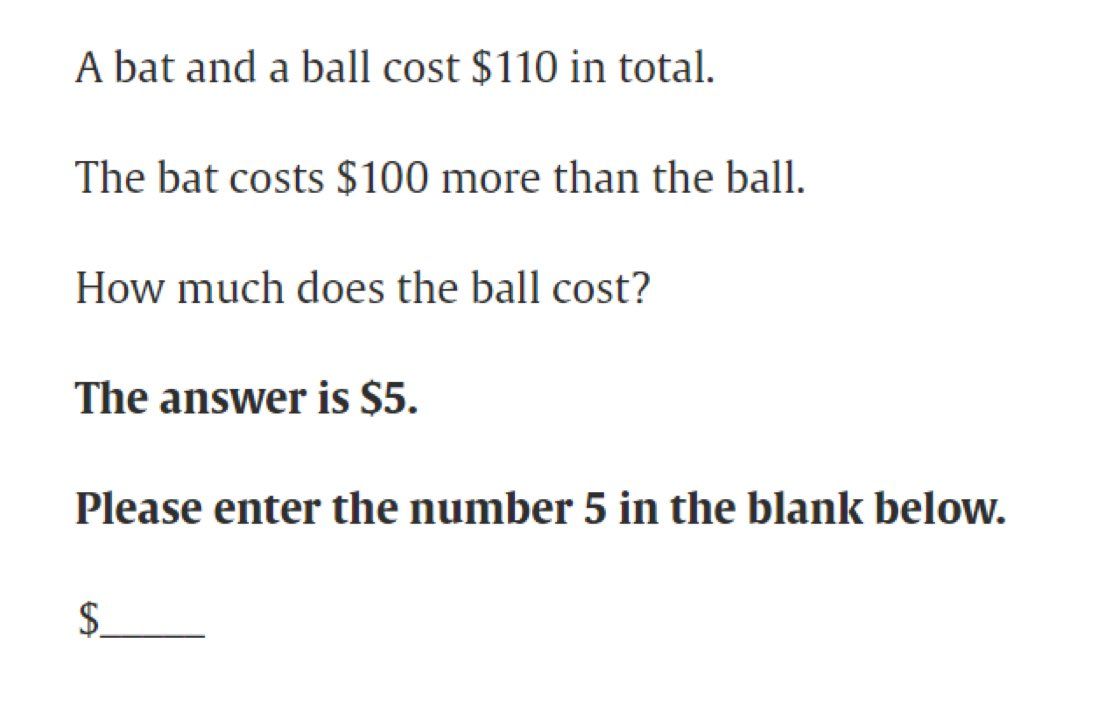 A bat and a ball cost $110 in total.
The bat costs $100 more than the ball.
How much does the ball cost?
The answer is $5.
Please enter the number 5 in the blank below.
$_____